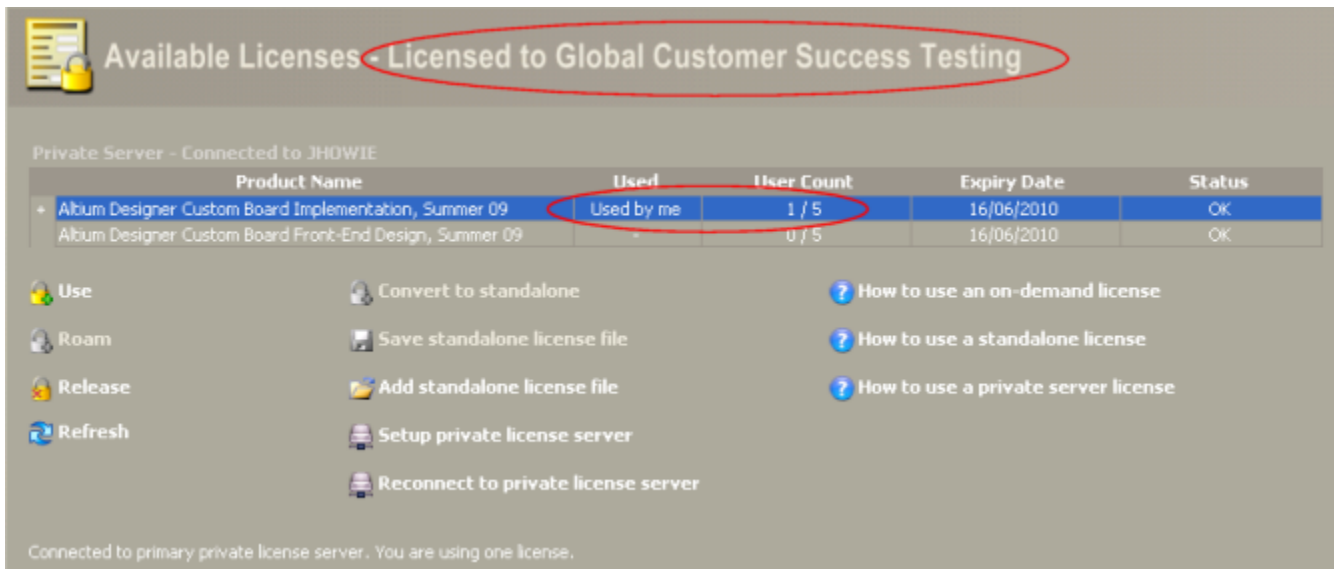 Available Licenses - Licensed to Global Customer Success Testing
Private Server - Connected to JHOWIE
Product Name Used User Count Expiry Date Status
+ Altium Designer Custom Board Implementation, Summer 09 Used by me 1 / 5 16/06/2010 OK
Altium Designer Custom Board Front-End Design, Summer 09 - 0 / 5 16/06/2010 OK
Use Convert to standalone ? How to use an on-demand license
Roam Save standalone license file ? How to use a standalone license
Release Add standalone license file ? How to use a private server license
Refresh Setup private license server
Reconnect to private license server
Connected to primary private license server. You are using one license.